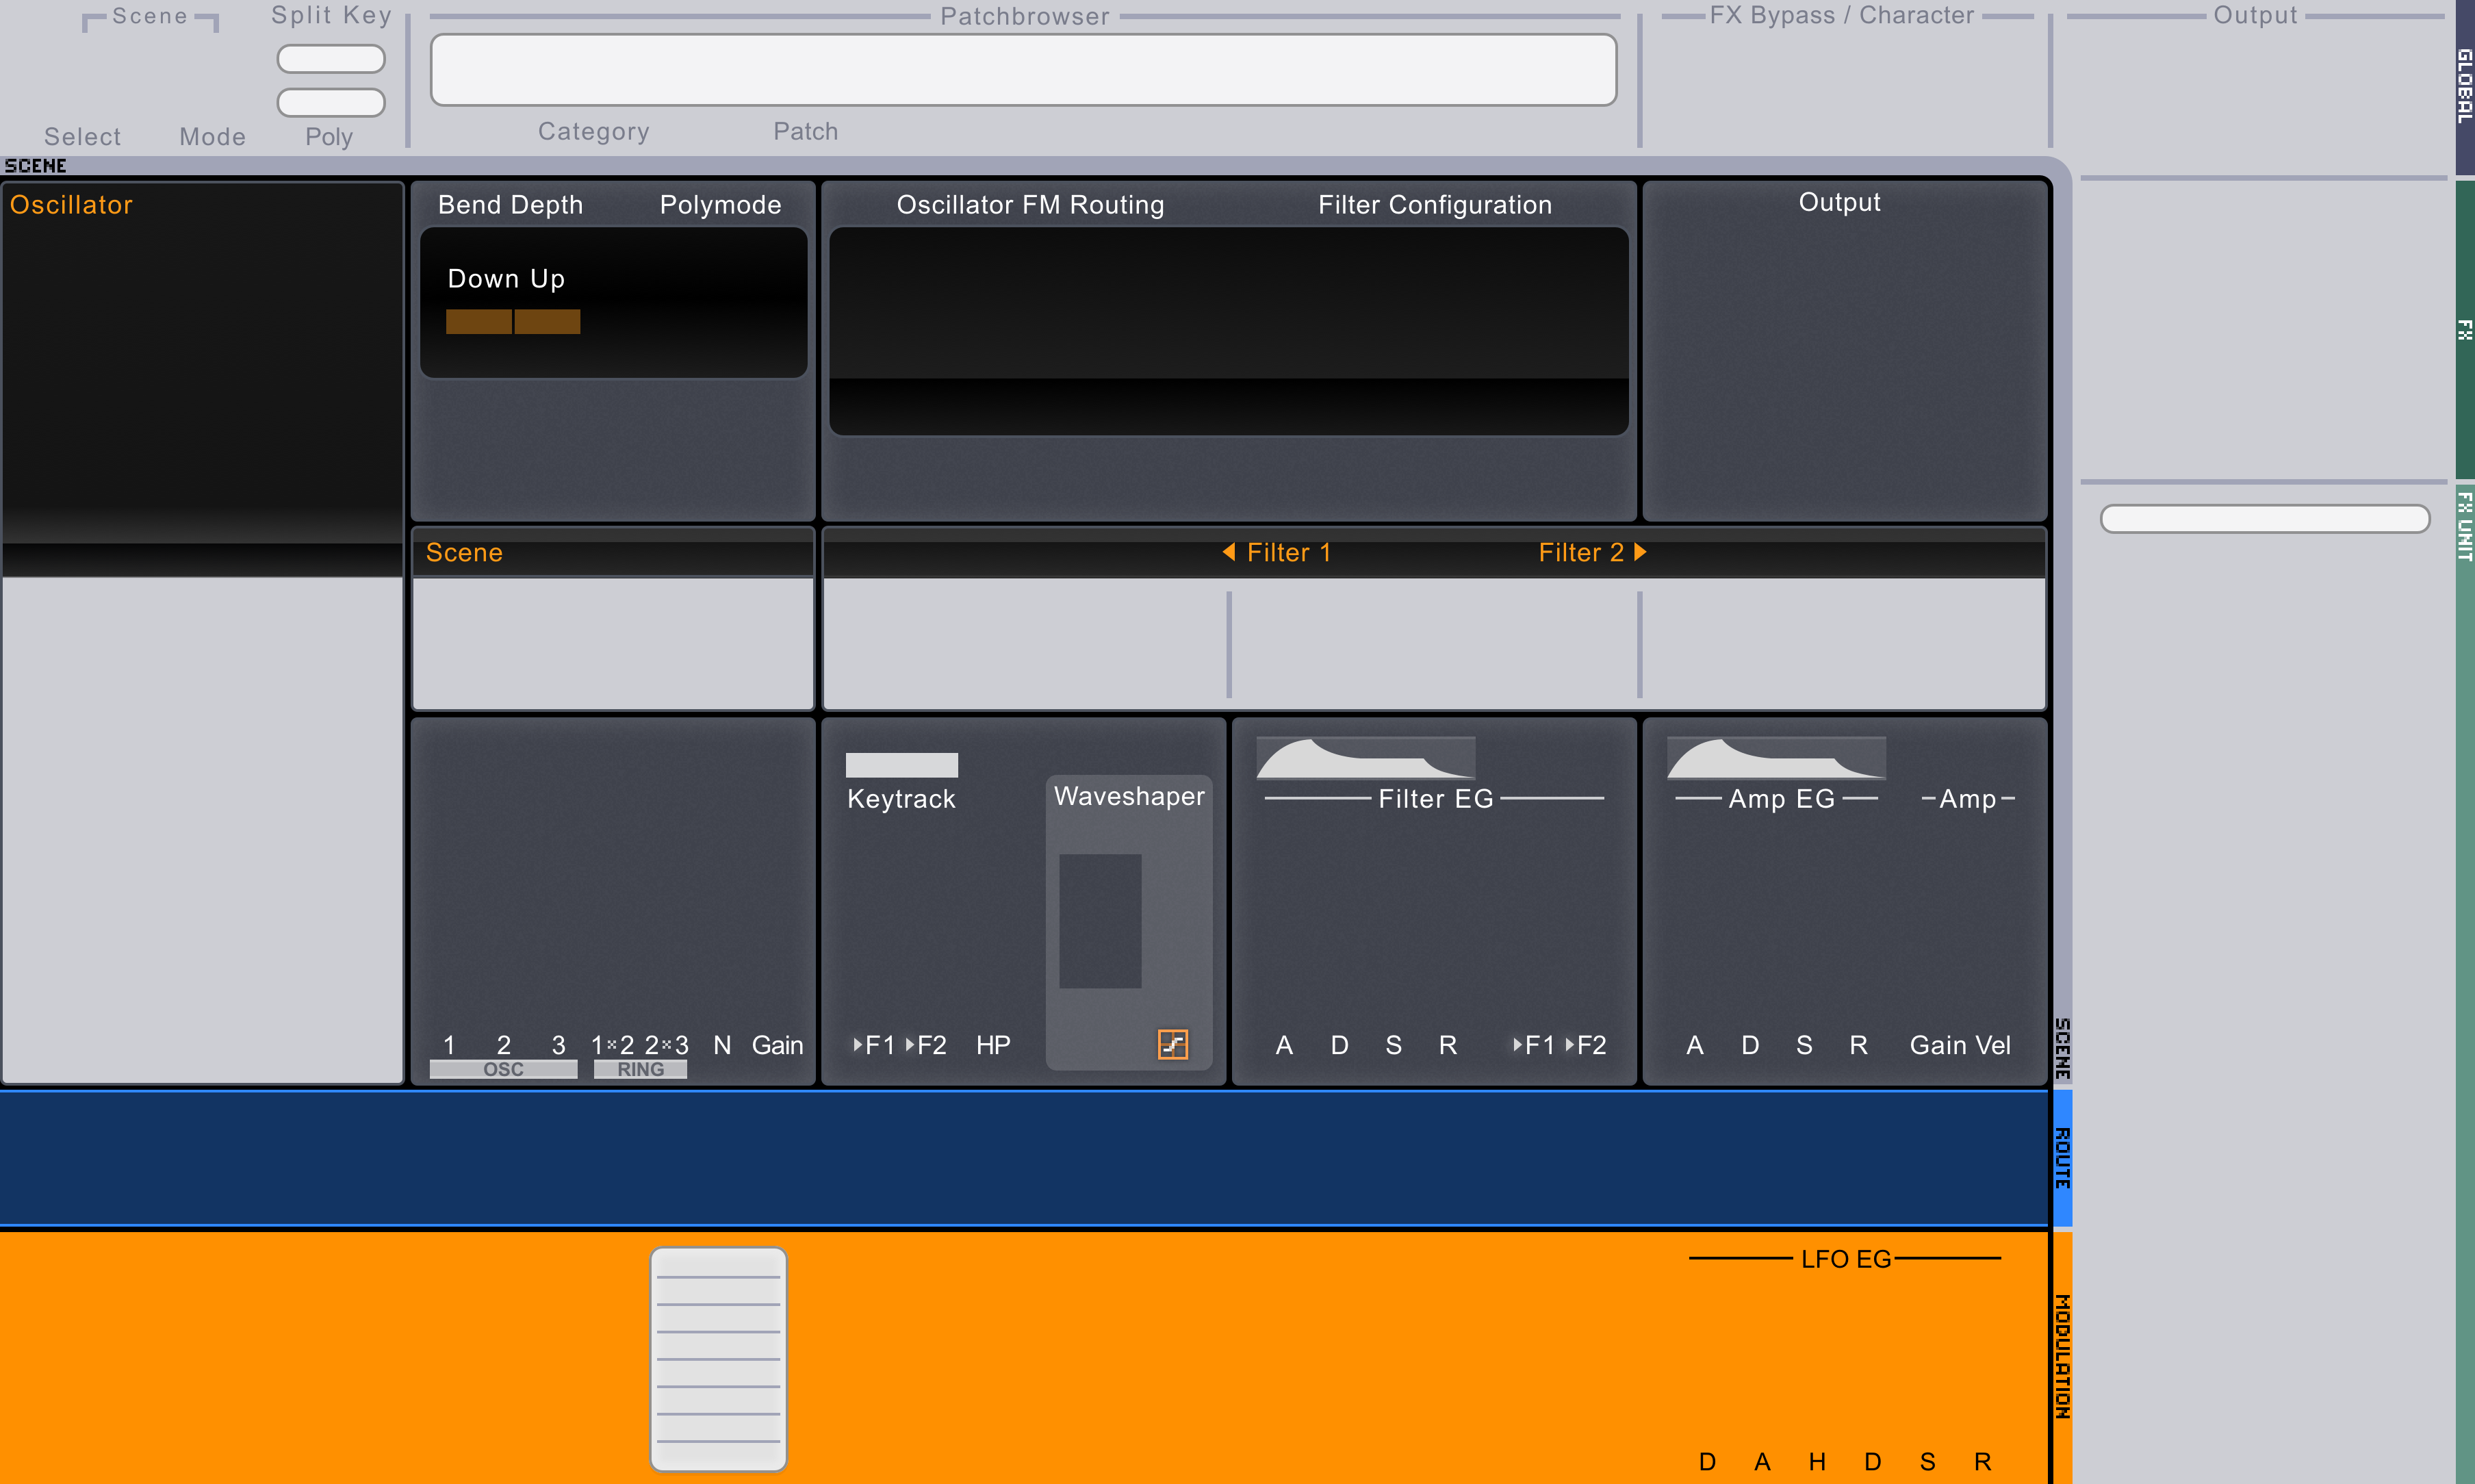 Scene
Split Key
Patchbrowser
FX Bypass / Character
Output
Select
Mode
Poly
Category
Patch
GLOBAL
SCENE
Oscillator
Bend Depth
Polymode
Down Up
Oscillator FM Routing
Filter Configuration
Output
FX
Scene
Filter 1
Filter 2
FX UNIT
Keytrack
Waveshaper
Filter EG
Amp EG
Amp
1 2 3 1×2 2×3 N Gain
OSC
RING
F1 F2 HP
A D S R F1 F2
A D S R Gain Vel
SCENE
ROUTE
LFO EG
MODULATION
D A H D S R